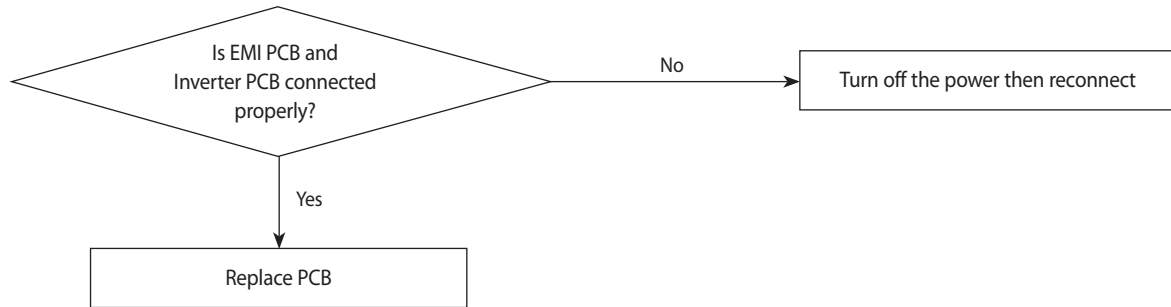 Is EMI PCB and
Inverter PCB connected
properly?
No
Turn off the power then reconnect
Yes
Replace PCB